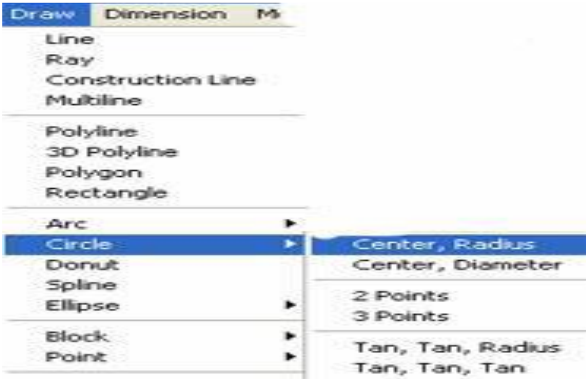 Draw Dimension M
Line
Ray
Construction Line
Multiline
Polyline
3D Polyline
Polygon
Rectangle
Arc
Circle
Donut
Spline
Ellipse
Block
Point
Center, Radius
Center, Diameter
2 Points
3 Points
Tan, Tan, Radius
Tan, Tan, Tan